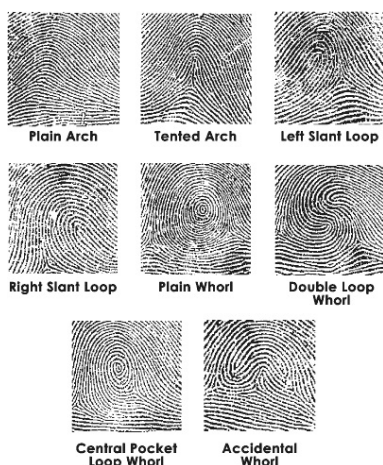 Plain Arch
Tented Arch
Left Slant Loop
Right Slant Loop
Plain Whorl
Double Loop
Whorl
Central Pocket
Loop Whorl
Accidental
Whorl